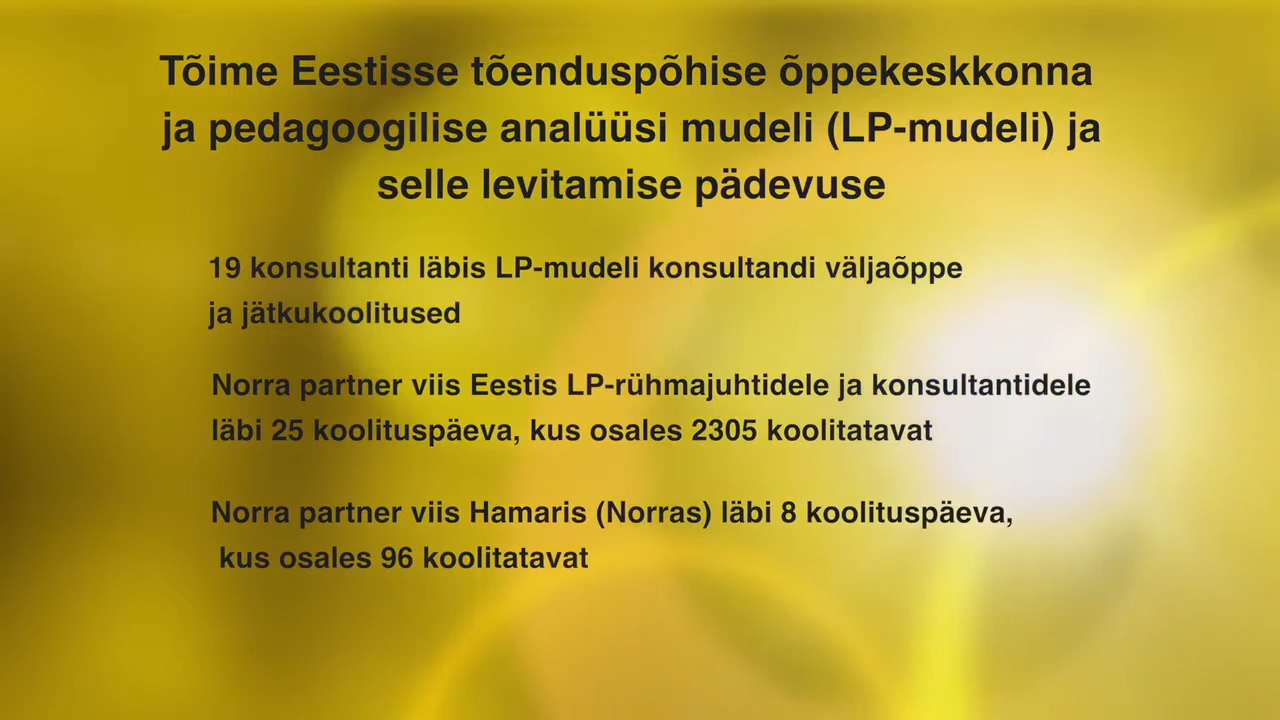 Tõime Eestisse tõenduspõhise õppekeskkonna
ja pedagoogilise analüüsi mudeli (LP-mudeli) ja
selle levitamise pädevuse
19 konsultanti läbis LP-mudeli konsultandi väljaõppe
ja jätkukoolitused
Norra partner viis Eestis LP-rühmajuhtidele ja konsultantidele
läbi 25 koolituspäeva, kus osales 2305 koolitatavat
Norra partner viis Hamaris (Norras) läbi 8 koolituspäeva,
kus osales 96 koolitatavat